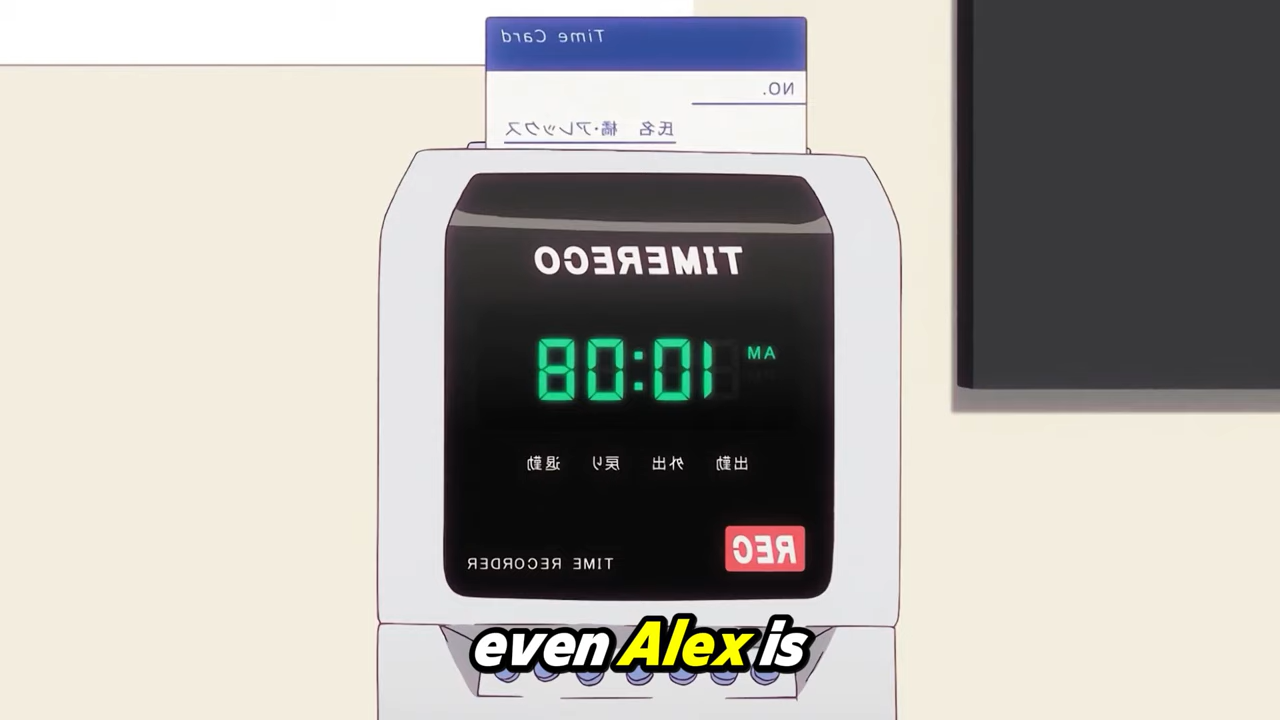 Time Card
NO.
氏名 橘・アレックス
TIMERECO
AM 10:08
出勤 外出 戻り 退勤
REC
TIME RECORDER
even Alex is